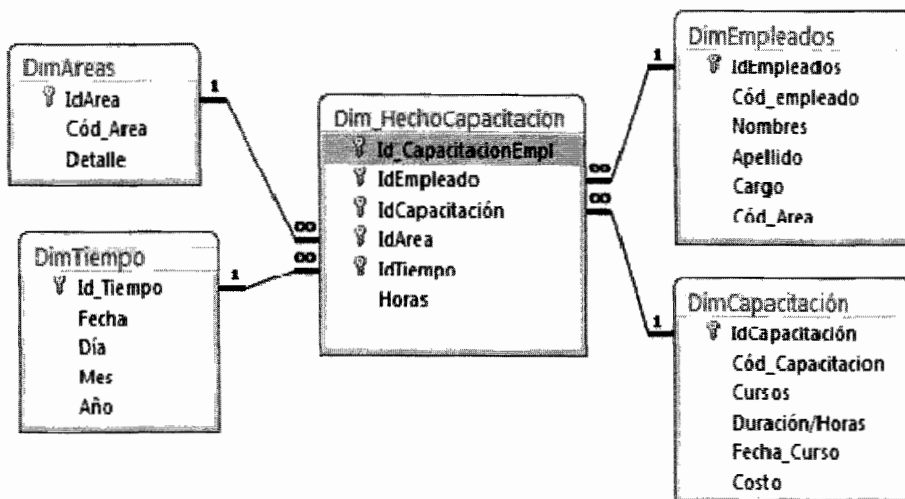 DimAreas
IdArea
Cód_Area
Detalle
1
DimTiempo
Id_Tiempo
Fecha
Día
Mes
Año
1
Dim_HechoCapacitacion
Id_CapacitacionEmpl
IdEmpleado
IdCapacitación
IdArea
IdTiempo
Horas
∞
∞
∞
∞
DimEmpleados
IdEmpleados
Cód_empleado
Nombres
Apellido
Cargo
Cód_Area
1
DimCapacitación
IdCapacitación
Cód_Capacitacion
Cursos
Duración/Horas
Fecha_Curso
Costo
1